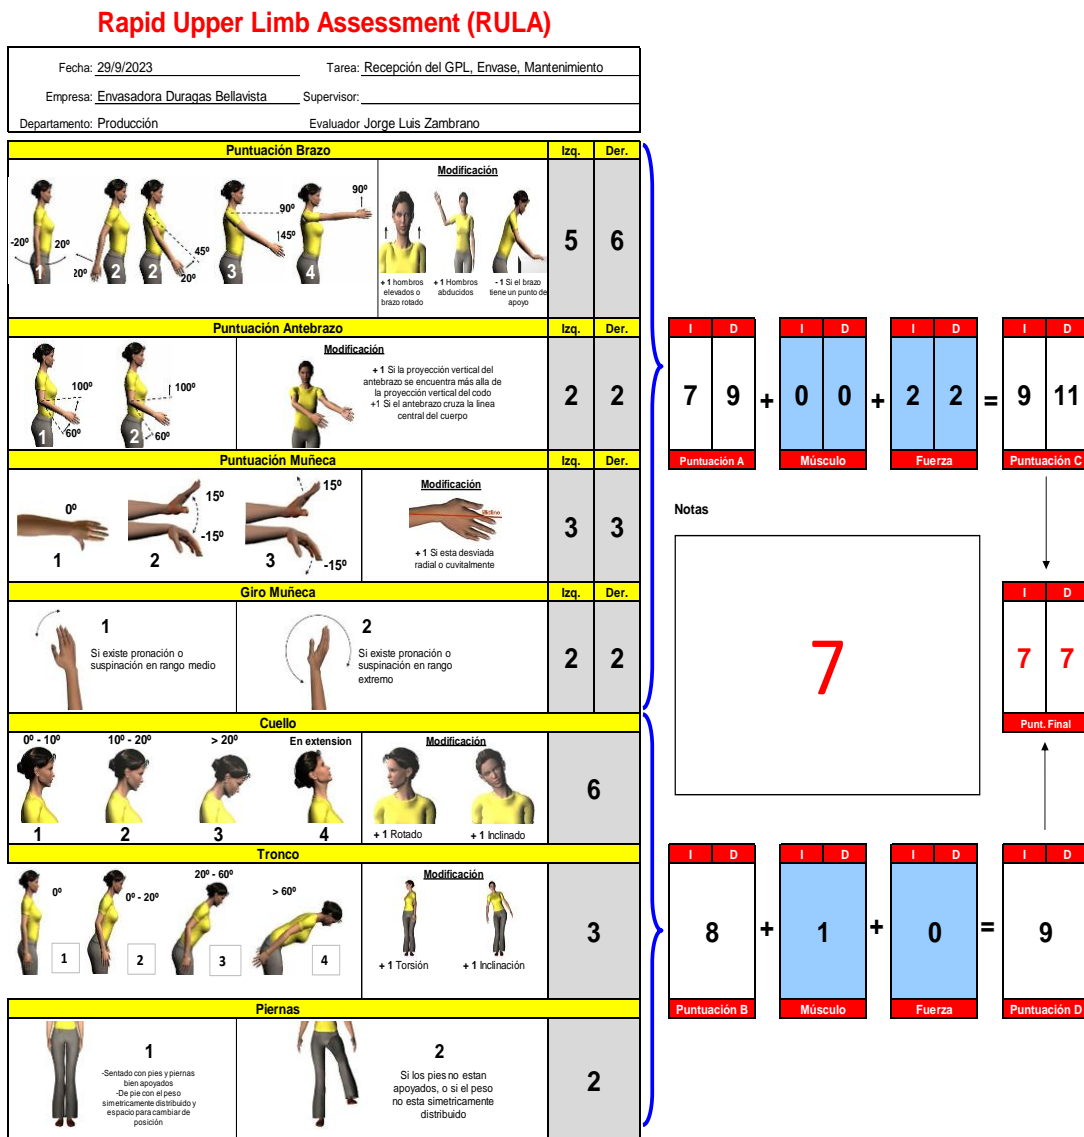 Rapid Upper Limb Assessment (RULA)
Fecha: 29/9/2023 Tarea: Recepción del GPL, Envase, Mantenimiento
Empresa: Envasadora Duragas Bellavista Supervisor:
Departamento: Producción Evaluador Jorge Luis Zambrano
Puntuación Brazo Izq. Der.
Modificación
-20º 20º
1
20º
2
2
45º
20º
90º
45º
3
90º
4
+ 1 hombros elevados o brazo rotado
+ 1 Hombros abducidos
- 1 Si el brazo tiene un punto de apoyo
5 6
Puntuación Antebrazo Izq. Der.
100º
60º
1
100º
60º
2
Modificación
+ 1 Si la proyección vertical del
antebrazo se encuentra más alla de
la proyección vertical del codo
+1 Si el antebrazo cruza la linea
central del cuerpo
2 2
Puntuación Muñeca Izq. Der.
0º
1
15º
-15º
2
15º
-15º
3
Modificación
Midline
+ 1 Si esta desviada
radial o cuvitalmente
3 3
Giro Muñeca Izq. Der.
1
Si existe pronación o
suspinación en rango medio
2
Si existe pronación o
suspinación en rango
extremo
2 2
Cuello
0º - 10º 10º - 20º > 20º En extension
1 2 3 4
Modificación
+ 1 Rotado + 1 Inclinado
6
Tronco
0º 0º - 20º 20º - 60º > 60º
1 2 3 4
Modificación
+ 1 Torsión + 1 Inclinación
3
Piernas
1
-Sentado con pies y piernas
bien apoyados
-De pie con el peso
simetricamente distribuido y
espacio para cambiar de
posición
2
Si los pies no estan
apoyados, o si el peso
no esta simetricamente
distribuido
2
I D I D I D I D
7 9 + 0 0 + 2 2 = 9 11
Puntuación A Músculo Fuerza Puntuación C
Notas
7
I D
7 7
Punt. Final
I D I D I D I D
8 + 1 + 0 = 9
Puntuación B Músculo Fuerza Puntuación D